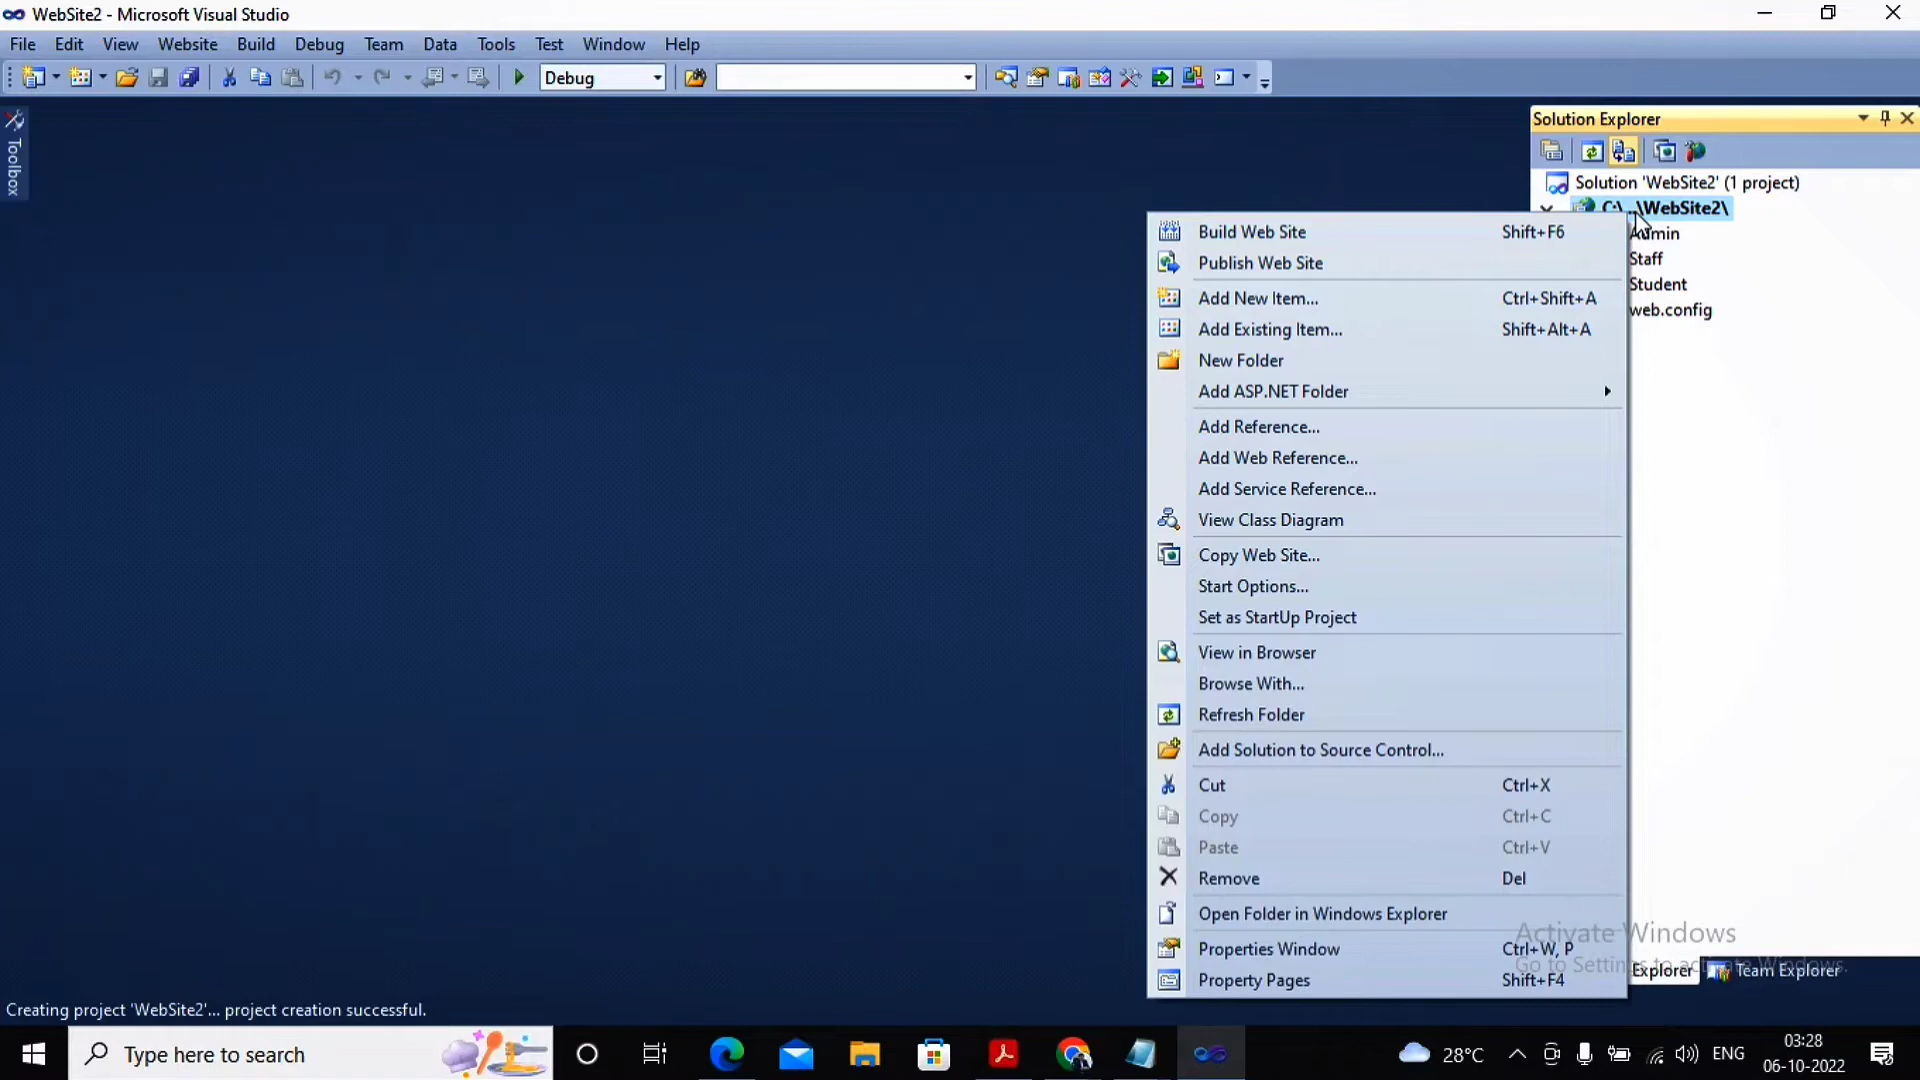 WebSite2 - Microsoft Visual Studio
File Edit View Website Build Debug Team Data Tools Test Window Help
Debug
Toolbox
Solution Explorer
Solution 'WebSite2' (1 project)
C:\...\WebSite2\
Admin
Staff
Student
web.config
Build Web Site Shift+F6
Publish Web Site
Add New Item... Ctrl+Shift+A
Add Existing Item... Shift+Alt+A
New Folder
Add ASP.NET Folder
Add Reference...
Add Web Reference...
Add Service Reference...
View Class Diagram
Copy Web Site...
Start Options...
Set as StartUp Project
View in Browser
Browse With...
Refresh Folder
Add Solution to Source Control...
Cut Ctrl+X
Copy Ctrl+C
Paste Ctrl+V
Remove Del
Open Folder in Windows Explorer
Properties Window Ctrl+W, P
Property Pages Shift+F4
Activate Windows
Go to Settings to activate Windows.
Explorer Team Explorer
Creating project 'WebSite2'... project creation successful.
Type here to search
28°C ENG
03:28
06-10-2022